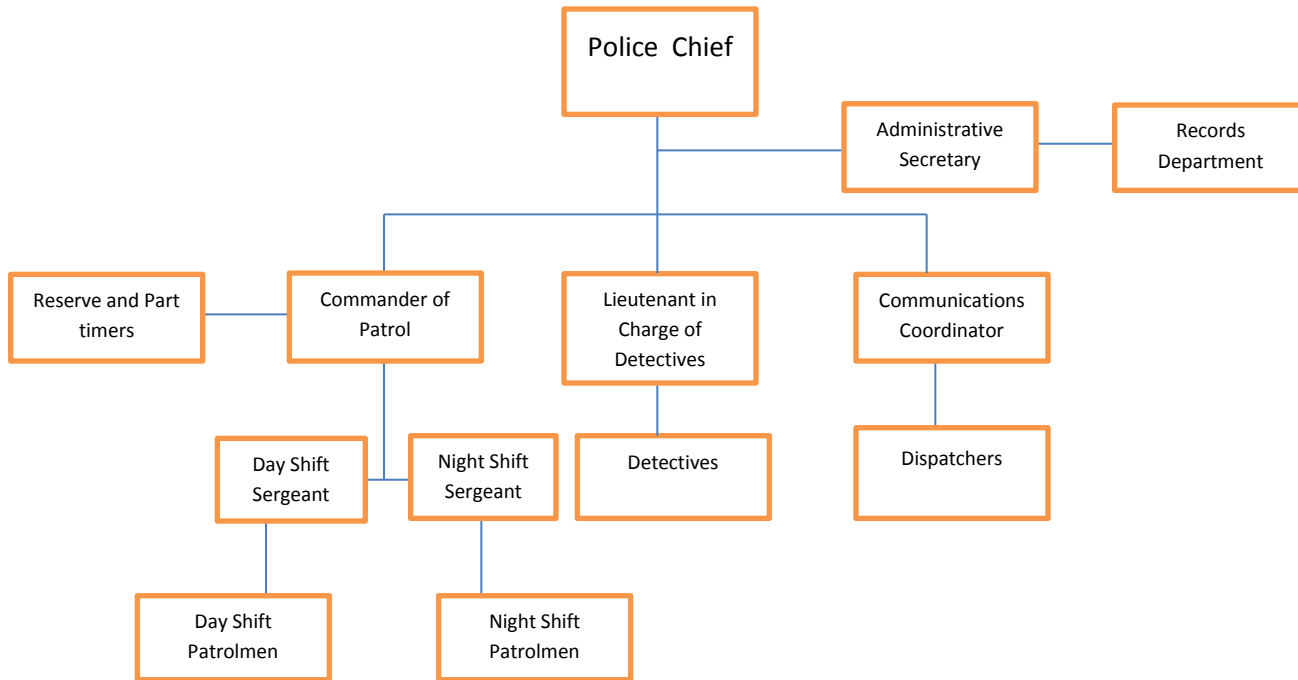 Police Chief
Administrative
Secretary
Records
Department
Reserve and Part
timers
Commander of
Patrol
Lieutenant in
Charge of
Detectives
Communications
Coordinator
Day Shift
Sergeant
Night Shift
Sergeant
Detectives
Dispatchers
Day Shift
Patrolmen
Night Shift
Patrolmen